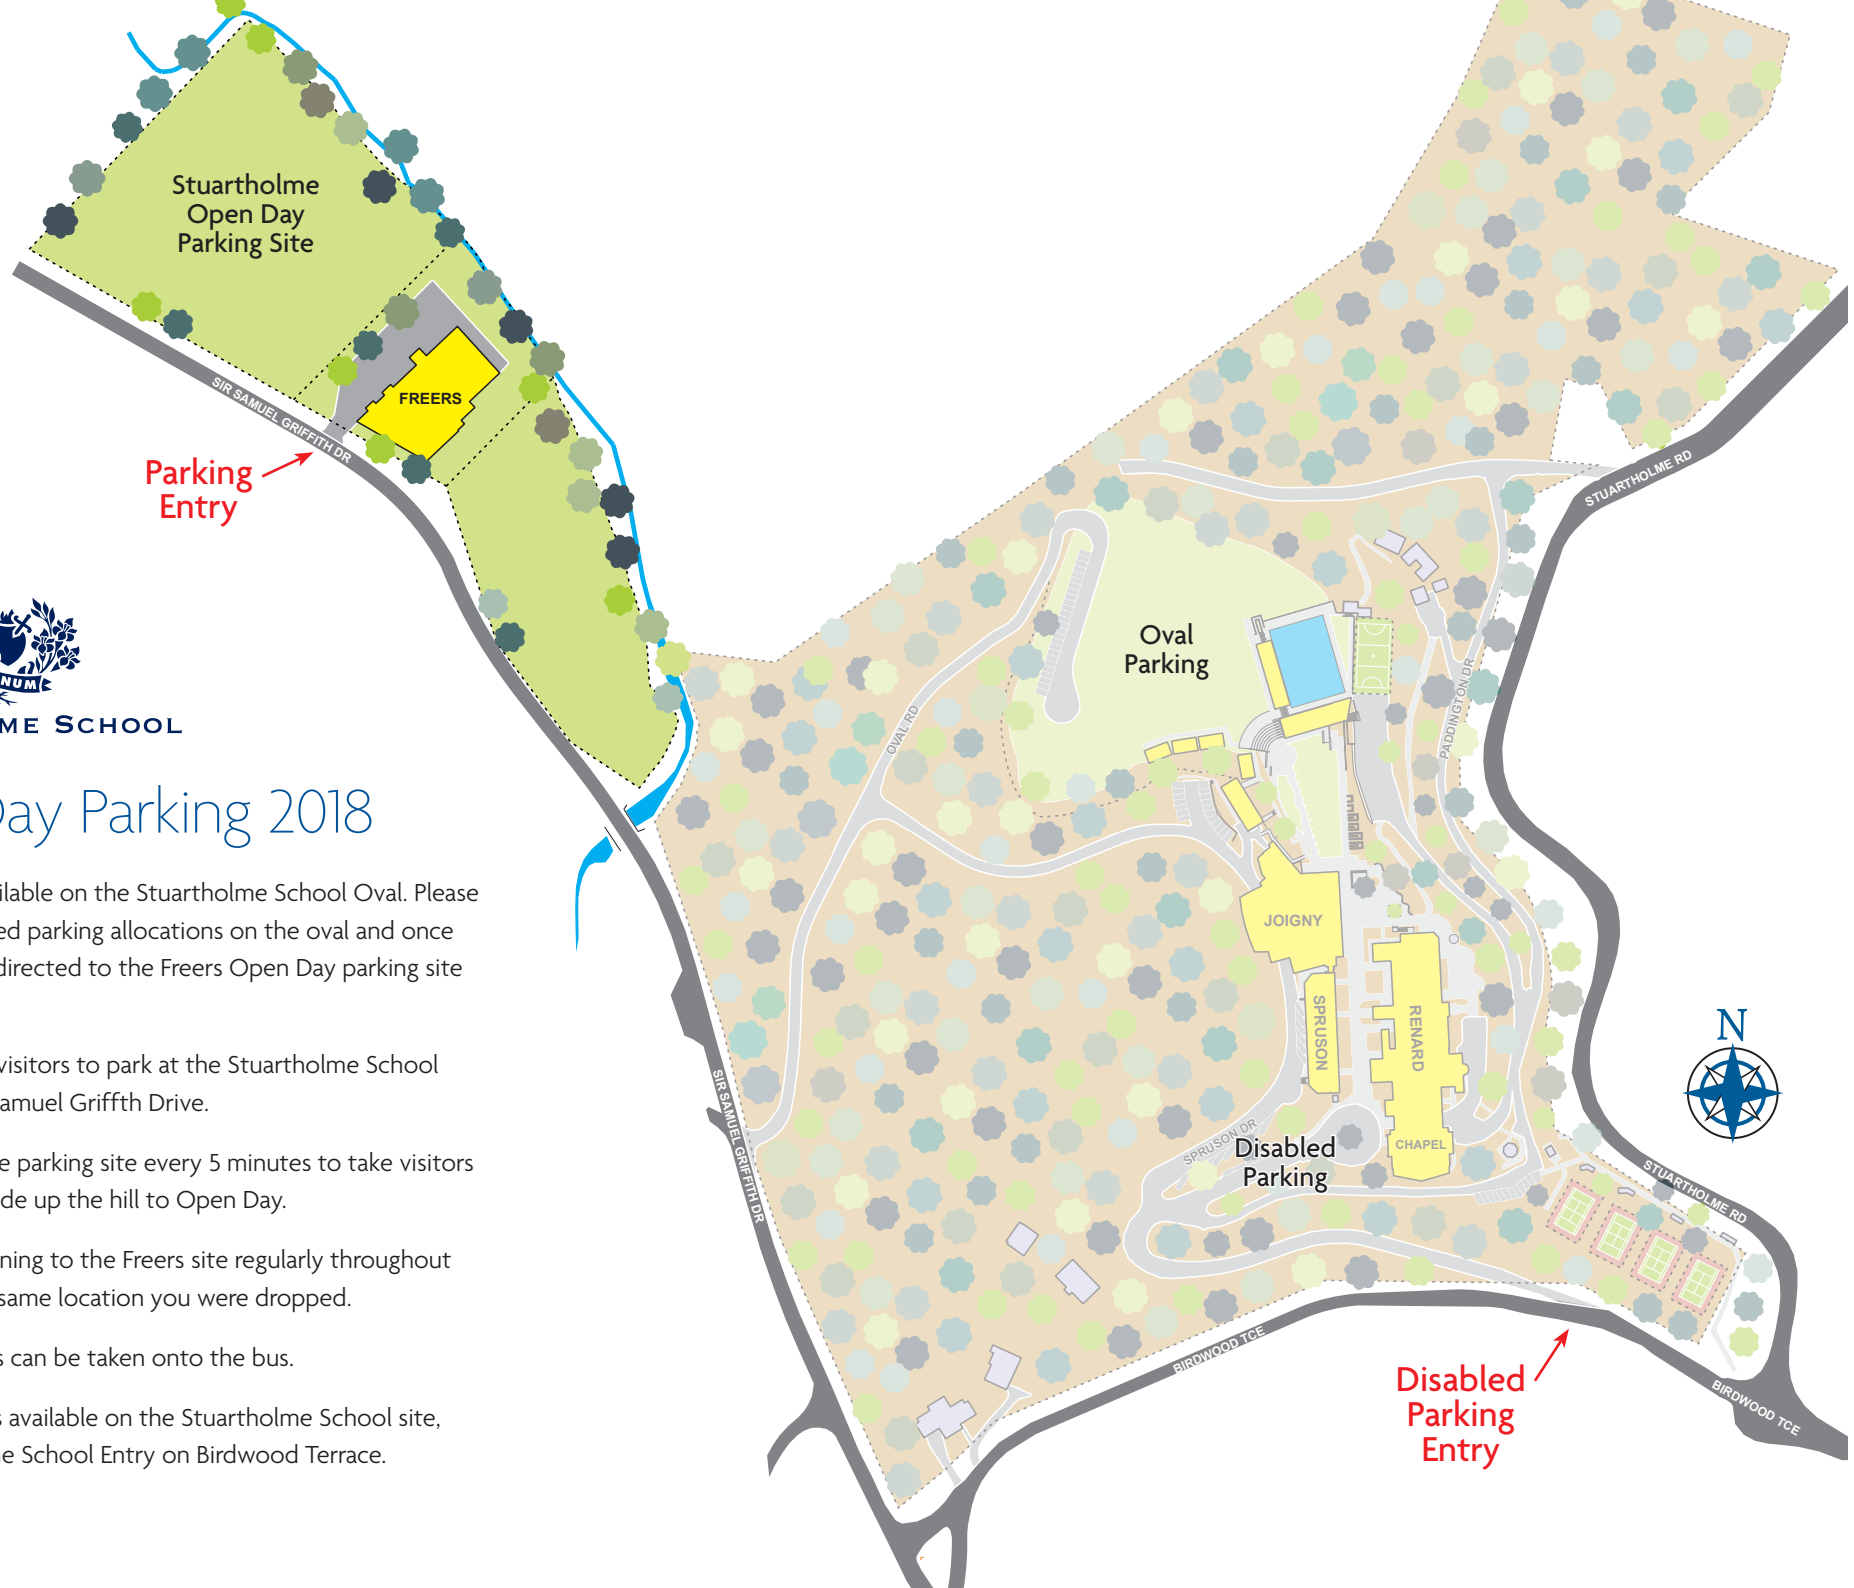 Stuartholme
Open Day
Parking Site
FREERS
SIR SAMUEL GRIFFITH DR
Parking
Entry
NUM
ME SCHOOL
Day Parking 2018
ilable on the Stuartholme School Oval. Please
ed parking allocations on the oval and once
directed to the Freers Open Day parking site
visitors to park at the Stuartholme School
amuel Griffth Drive.
e parking site every 5 minutes to take visitors
de up the hill to Open Day.
ning to the Freers site regularly throughout
same location you were dropped.
s can be taken onto the bus.
s available on the Stuartholme School site,
ne School Entry on Birdwood Terrace.
STUARTHOLME RD
Oval
Parking
OVAL RD
PADDINGTON DR
JOIGNY
SPRUSON
RENARD
CHAPEL
SPRUSON DR
Disabled
Parking
SIR SAMUEL GRIFFITH DR
N
STUARTHOLME RD
BIRDWOOD TCE
BIRDWOOD TCE
Disabled
Parking
Entry